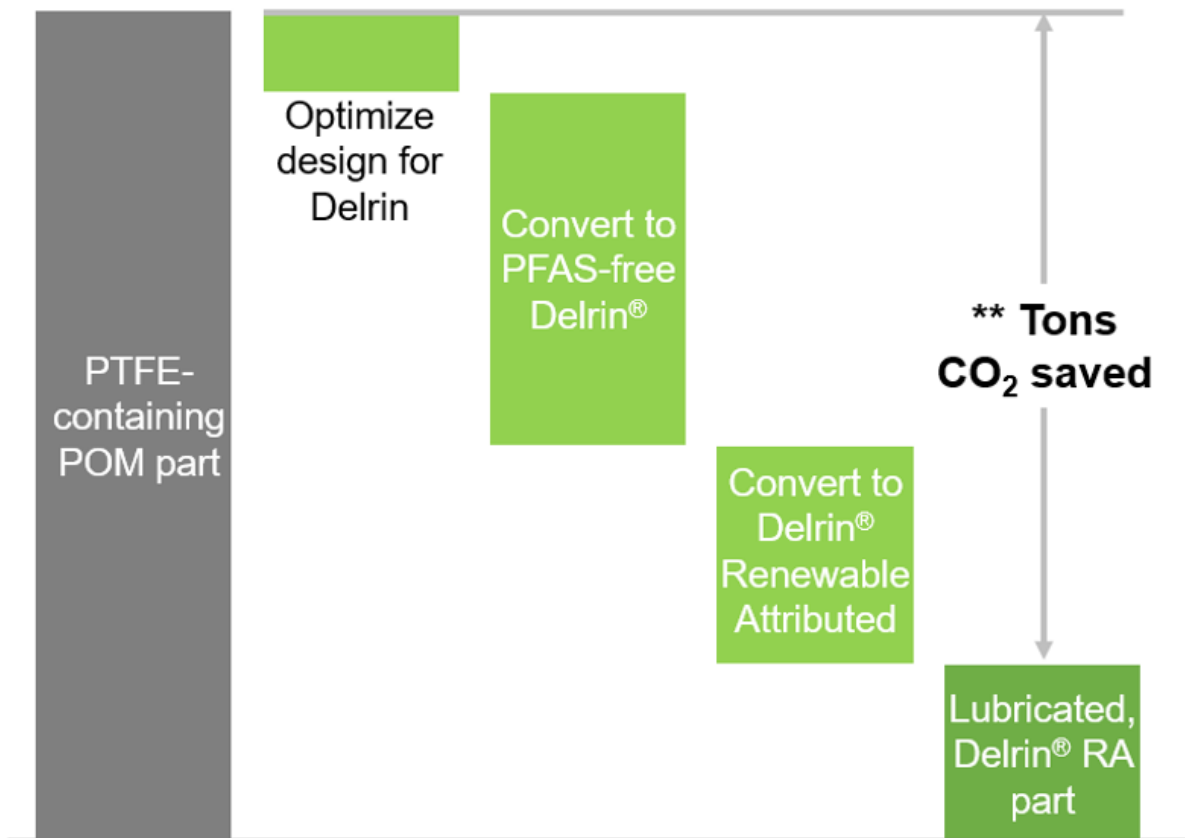 PTFE-
containing
POM part
Optimize
design for
Delrin
Convert to
PFAS-free
Delrin®
Convert to
Delrin®
Renewable
Attributed
** Tons
CO₂ saved
Lubricated,
Delrin® RA
part